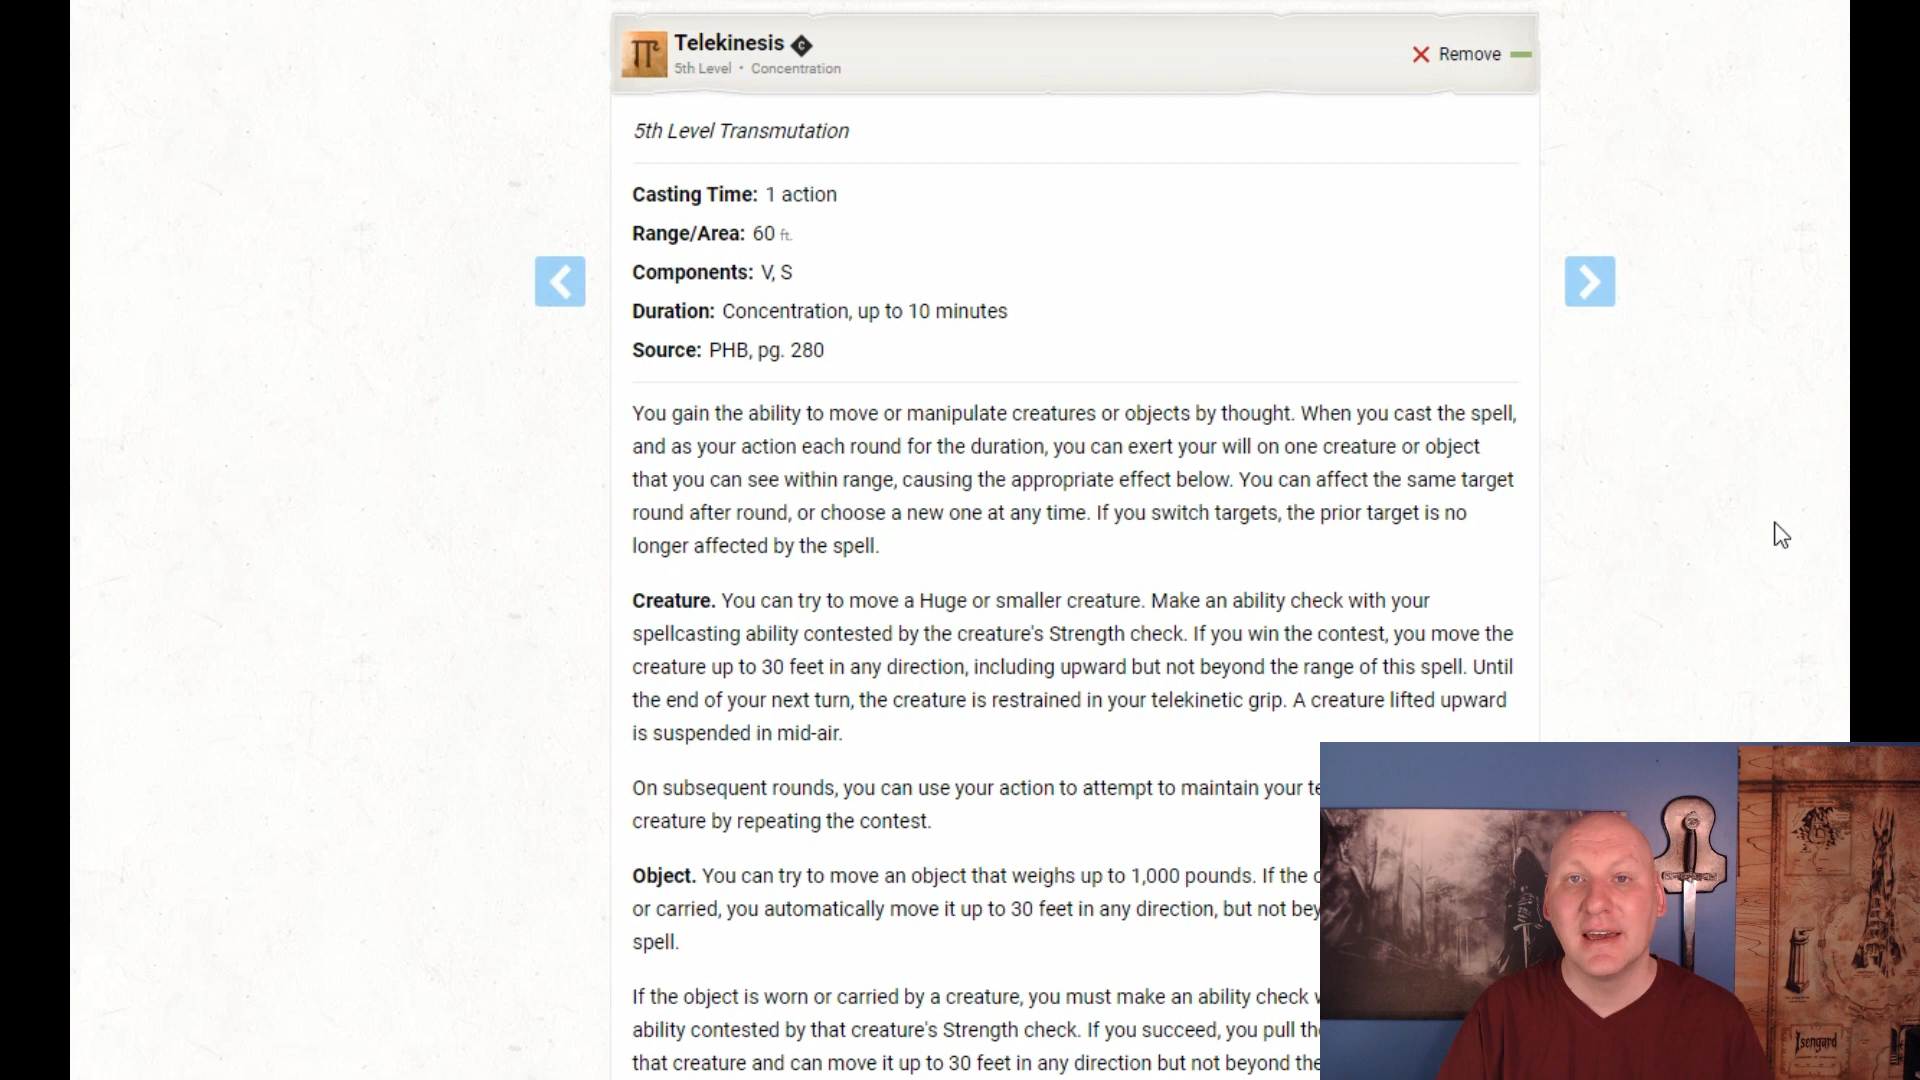 Telekinesis C
5th Level • Concentration
Remove
5th Level Transmutation
Casting Time: 1 action
Range/Area: 60 ft.
Components: V, S
Duration: Concentration, up to 10 minutes
Source: PHB, pg. 280
You gain the ability to move or manipulate creatures or objects by thought. When you cast the spell,
and as your action each round for the duration, you can exert your will on one creature or object
that you can see within range, causing the appropriate effect below. You can affect the same target
round after round, or choose a new one at any time. If you switch targets, the prior target is no
longer affected by the spell.
Creature. You can try to move a Huge or smaller creature. Make an ability check with your
spellcasting ability contested by the creature's Strength check. If you win the contest, you move the
creature up to 30 feet in any direction, including upward but not beyond the range of this spell. Until
the end of your next turn, the creature is restrained in your telekinetic grip. A creature lifted upward
is suspended in mid-air.
On subsequent rounds, you can use your action to attempt to maintain your
creature by repeating the contest.
Object. You can try to move an object that weighs up to 1,000 pounds. If the
or carried, you automatically move it up to 30 feet in any direction, but not
spell.
If the object is worn or carried by a creature, you must make an ability check
ability contested by that creature's Strength check. If you succeed, you pull
that creature and can move it up to 30 feet in any direction but not beyond the
Isengard